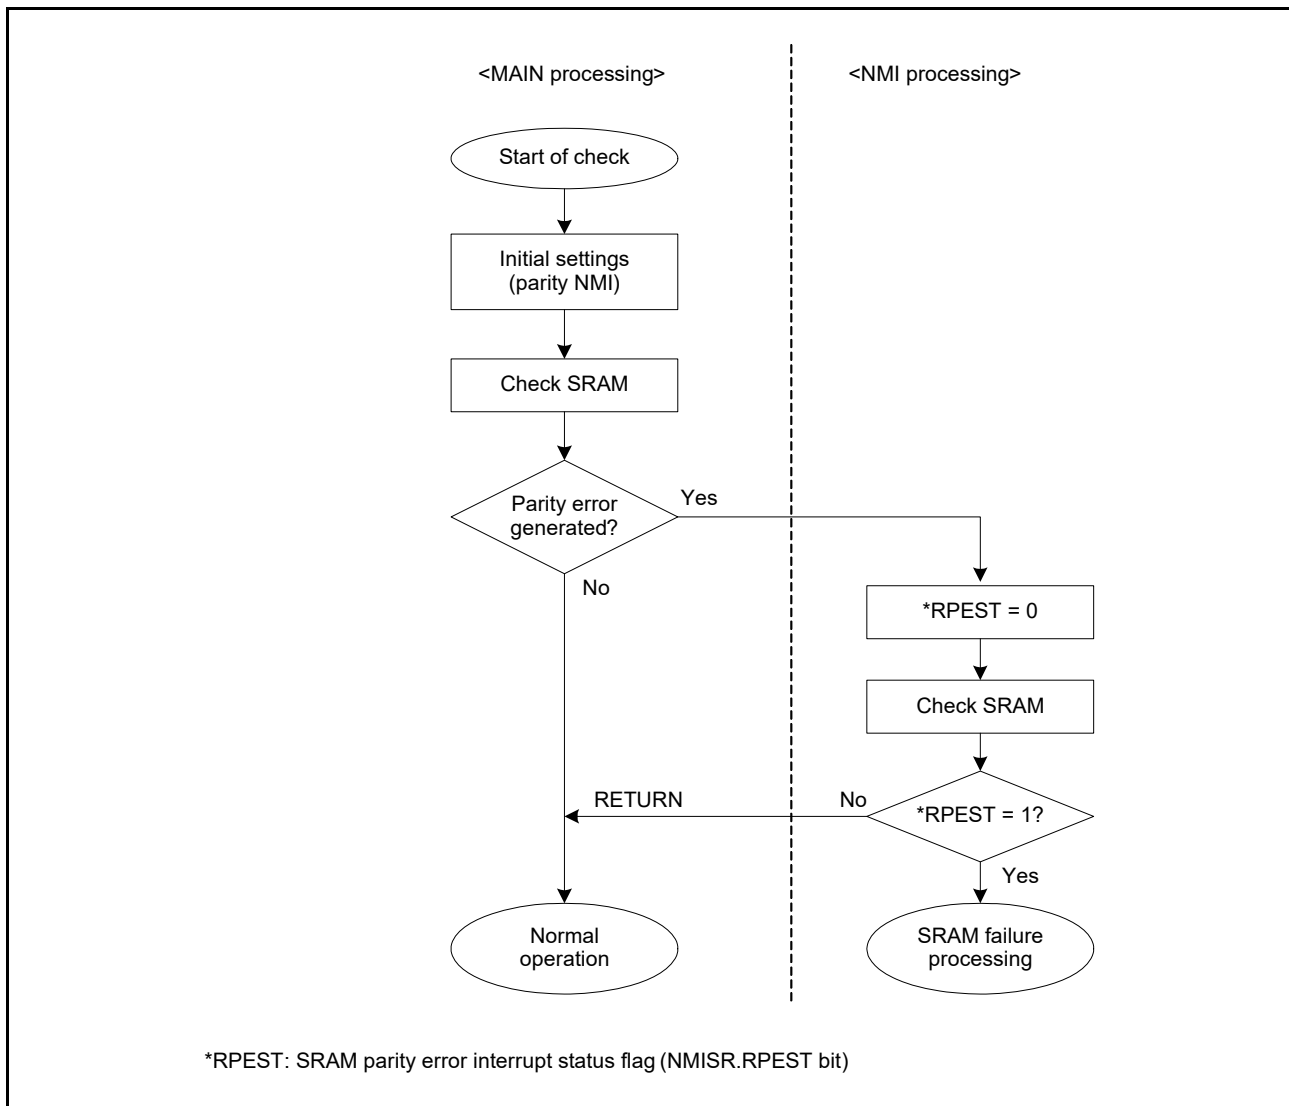 <MAIN processing>
<NMI processing>
Start of check
Initial settings
(parity NMI)
Check SRAM
Parity error
generated?
Yes
No
*RPEST = 0
Check SRAM
*RPEST = 1?
No
RETURN
Yes
Normal
operation
SRAM failure
processing
*RPEST: SRAM parity error interrupt status flag (NMISR.RPEST bit)